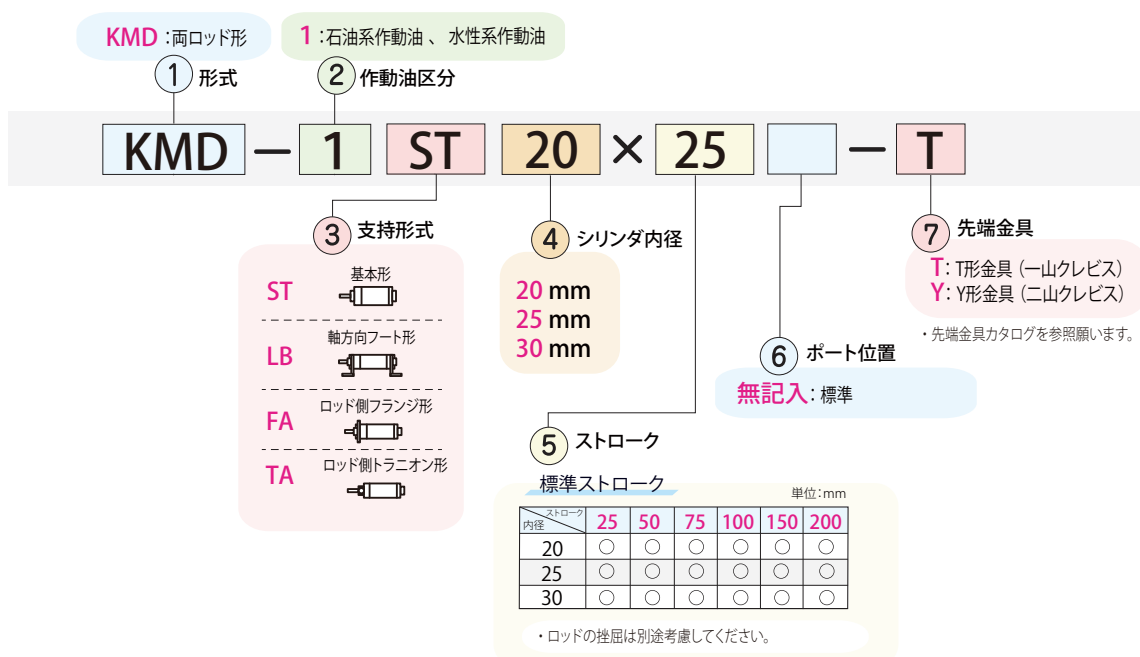 KMD :両ロッド形
1 :石油系作動油 、 水性系作動油
① 形式
② 作動油区分
KMD － 1 ST 20 × 25 － T
③ 支持形式
ST 基本形
LB 軸方向フート形
FA ロッド側フランジ形
TA ロッド側トラニオン形
④ シリンダ内径
20 mm
25 mm
30 mm
⑦ 先端金具
T: T形金具 (一山クレビス)
Y: Y形金具 (二山クレビス)
・先端金具カタログを参照願います。
⑥ ポート位置
無記入: 標準
⑤ ストローク
標準ストローク
単位:mm
ストローク
内径 25 50 75 100 150 200
20 ○ ○ ○ ○ ○ ○
25 ○ ○ ○ ○ ○ ○
30 ○ ○ ○ ○ ○ ○
・ロッドの挫屈は別途考慮してください。